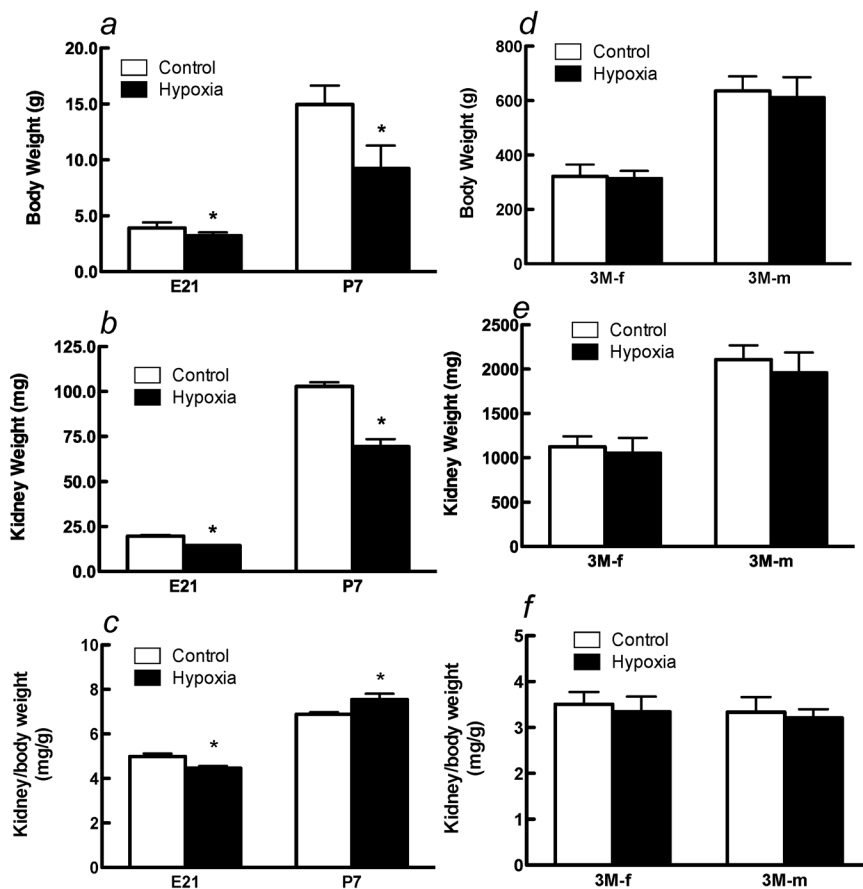 a
Body Weight (g)
20.0
15.0
10.0
5.0
0.0
Control
Hypoxia
*
*
E21
P7
b
Kidney Weight (mg)
125.0
100.0
75.0
50.0
25.0
0.0
Control
Hypoxia
*
*
E21
P7
c
Kidney/body weight
(mg/g)
10
8
6
4
2
0
Control
Hypoxia
*
*
E21
P7
d
Body Weight (g)
800
600
400
200
0
Control
Hypoxia
3M-f
3M-m
e
Kidney Weight (mg)
2500
2000
1500
1000
5000
0
Control
Hypoxia
3M-f
3M-m
f
Kidney/body weight
(mg/g)
5
4
3
3
2
1
0
Control
Hypoxia
3M-f
3M-m